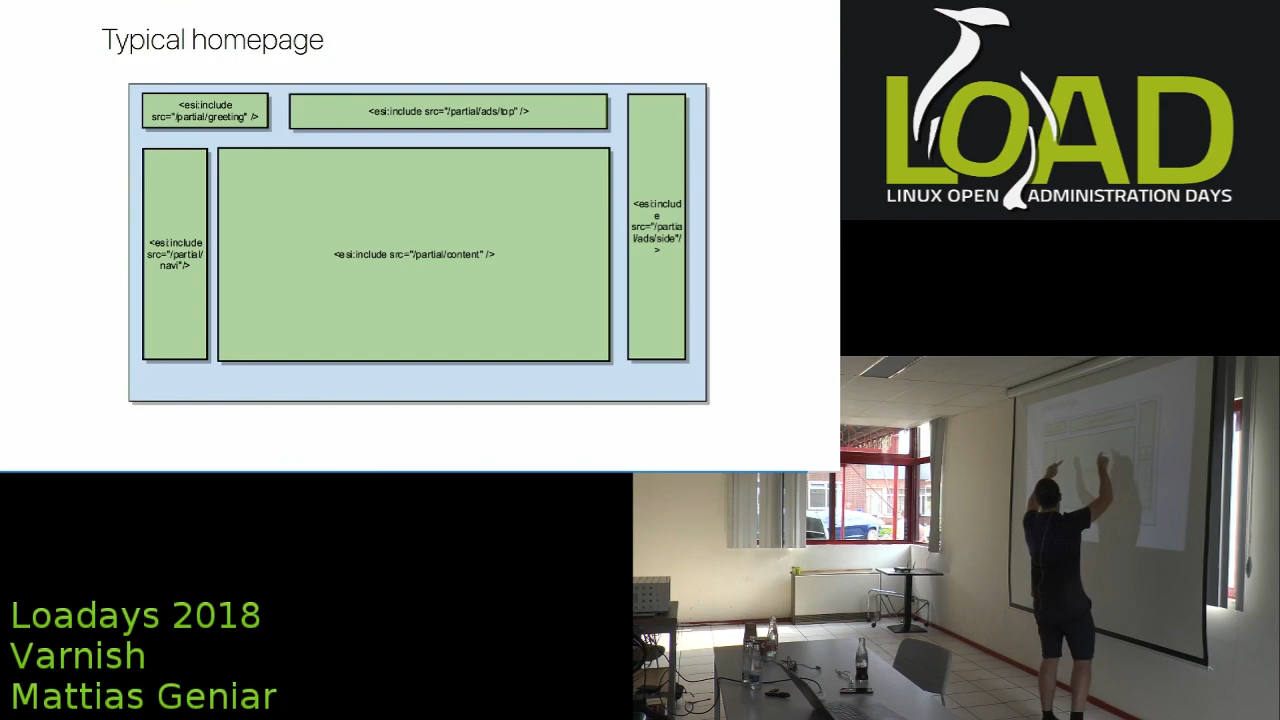 Typical homepage
<esi:include
src="/partial/greeting" />
<esi:include src="/partial/ads/top" />
<esi:includ
e
src="/partia
l/ads/side"/
>
<esi:include
src="/partial/
navi"/>
<esi:include src="/partial/content" />
LOAD
LINUX OPEN ADMINISTRATION DAYS
Loadays 2018
Varnish
Mattias Geniar